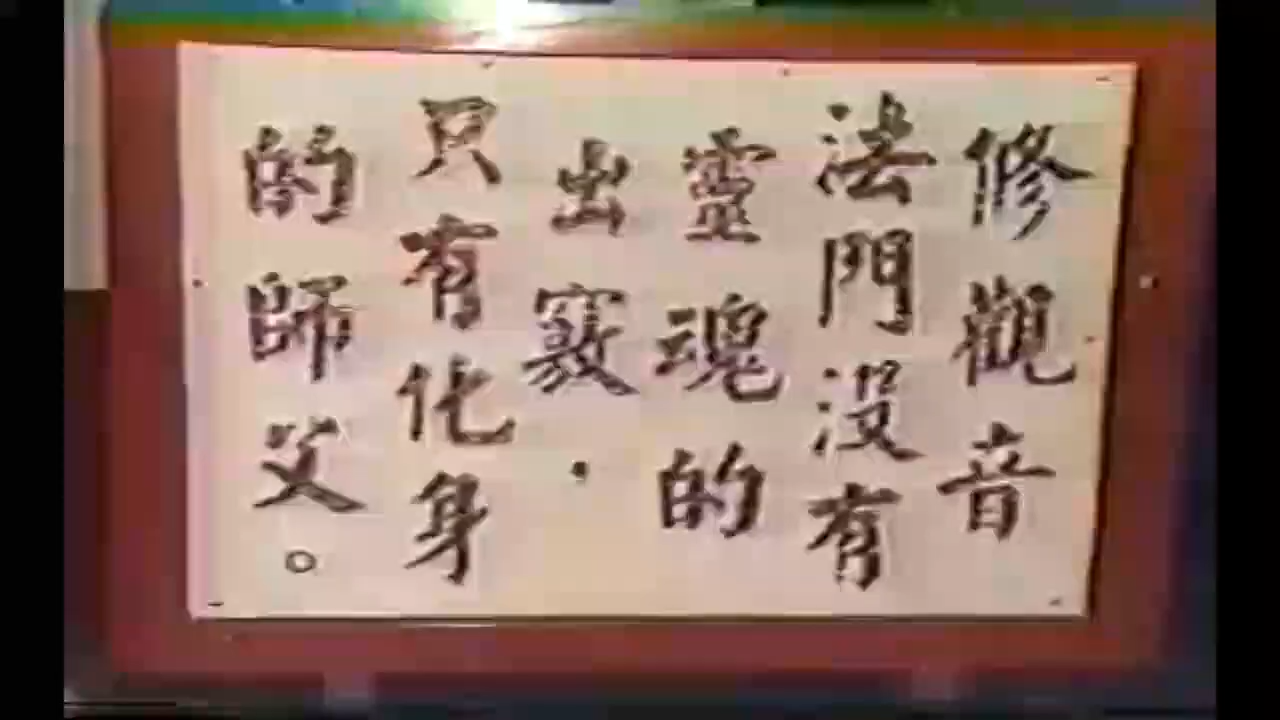 修觀音
法門沒有
靈魂的
出竅．
只有化身
的師父。